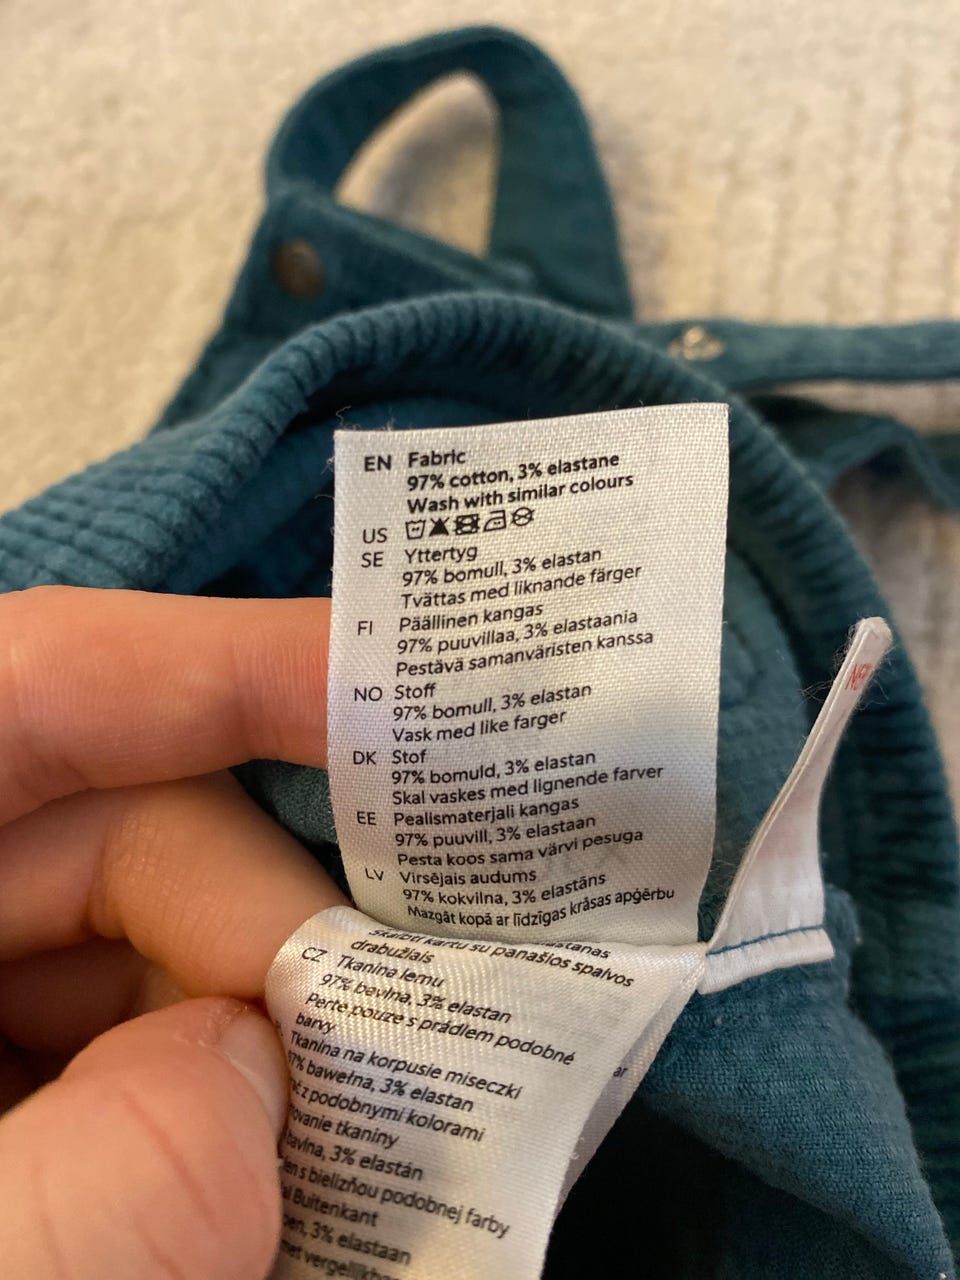 EN Fabric
97% cotton, 3% elastane
Wash with similar colours
US
SE Yttertyg
97% bomull, 3% elastan
Tvättas med liknande färger
FI Päällinen kangas
97% puuvillaa, 3% elastaania
Pestävä samanväristen kanssa
NO Stoff
97% bomull, 3% elastan
Vask med like farger
DK Stof
97% bomuld, 3% elastan
Skal vaskes med lignende farver
EE Pealismaterjali kangas
97% puuvill, 3% elastaan
Pesta koos sama värvi pesuga
LV Virsējais audums
97% kokvilna, 3% elastāns
Mazgāt kopā ar līdzīgas krāsas apģērbu
Skalbti kartu su panašios spalvos
drabužiais
CZ Tkanina lemu
97% bavlna, 3% elastan
Perte pouze s prádlem podobné
barvy
Tkanina na korpusie miseczki
bawełna, 3% elastan
z podobnymi kolorami
tkaniny
bavlna, 3% elastán
s bielizňou podobnej farby
Buitenkant
3% elastaan